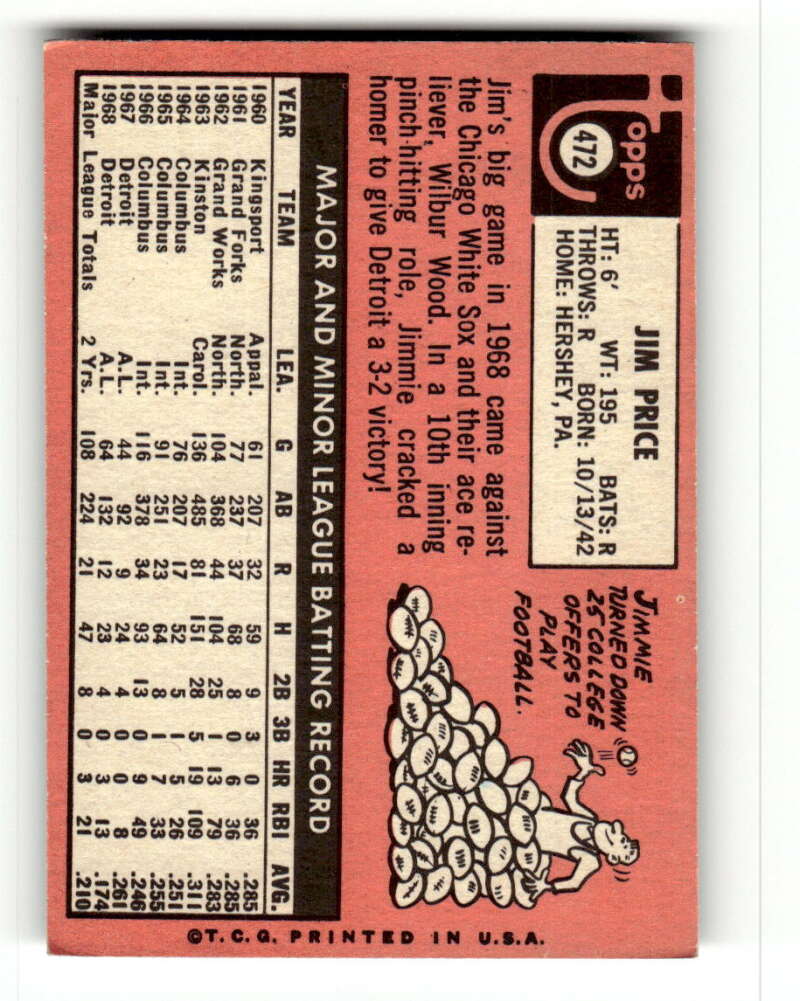 Topps
472
JIM PRICE
HT: 6' WT: 195 BATS: R
THROWS: R BORN: 10/13/42
HOME: HERSHEY, PA.
Jim's big game in 1968 came against
the Chicago White Sox and their ace re-
liever, Wilbur Wood. In a 10th inning
pinch-hitting role, Jimmie cracked a
homer to give Detroit a 3-2 victory!
JIMMIE
TURNED DOWN
25 COLLEGE
OFFERS TO
PLAY
FOOTBALL.
MAJOR AND MINOR LEAGUE BATTING RECORD
YEAR TEAM LEA. G AB R H 2B 3B HR RBI AVG.
1960 Kingsport Appal. 61 207 32 59 9 3 0 36 .285
1961 Grand Forks North. 77 237 37 68 8 0 6 36 .285
1962 Grand Works North. 104 368 44 104 25 1 13 79 .283
1963 Kinston Carol. 136 485 81 151 28 5 19 109 .311
1964 Columbus Int. 76 207 17 52 5 1 5 26 .251
1965 Columbus Int. 91 251 23 64 8 1 7 33 .255
1966 Columbus Int. 116 378 34 93 13 0 9 49 .246
1967 Detroit A.L. 44 92 9 24 4 0 0 8 .261
1968 Detroit A.L. 64 132 12 23 4 0 3 13 .174
Major League Totals 2 Yrs. 108 224 21 47 8 0 3 21 .210
©T.C.G. PRINTED IN U.S.A.